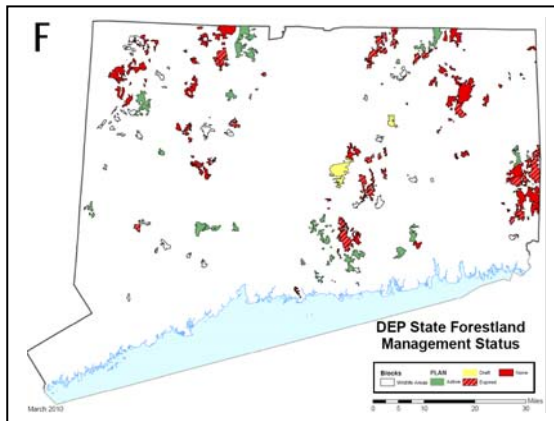 F
DEP State Forestland
Management Status
Blocks PLAN Draft None
Wildlife Areas Active Expired
Miles
0 5 10 20 30
March 2010